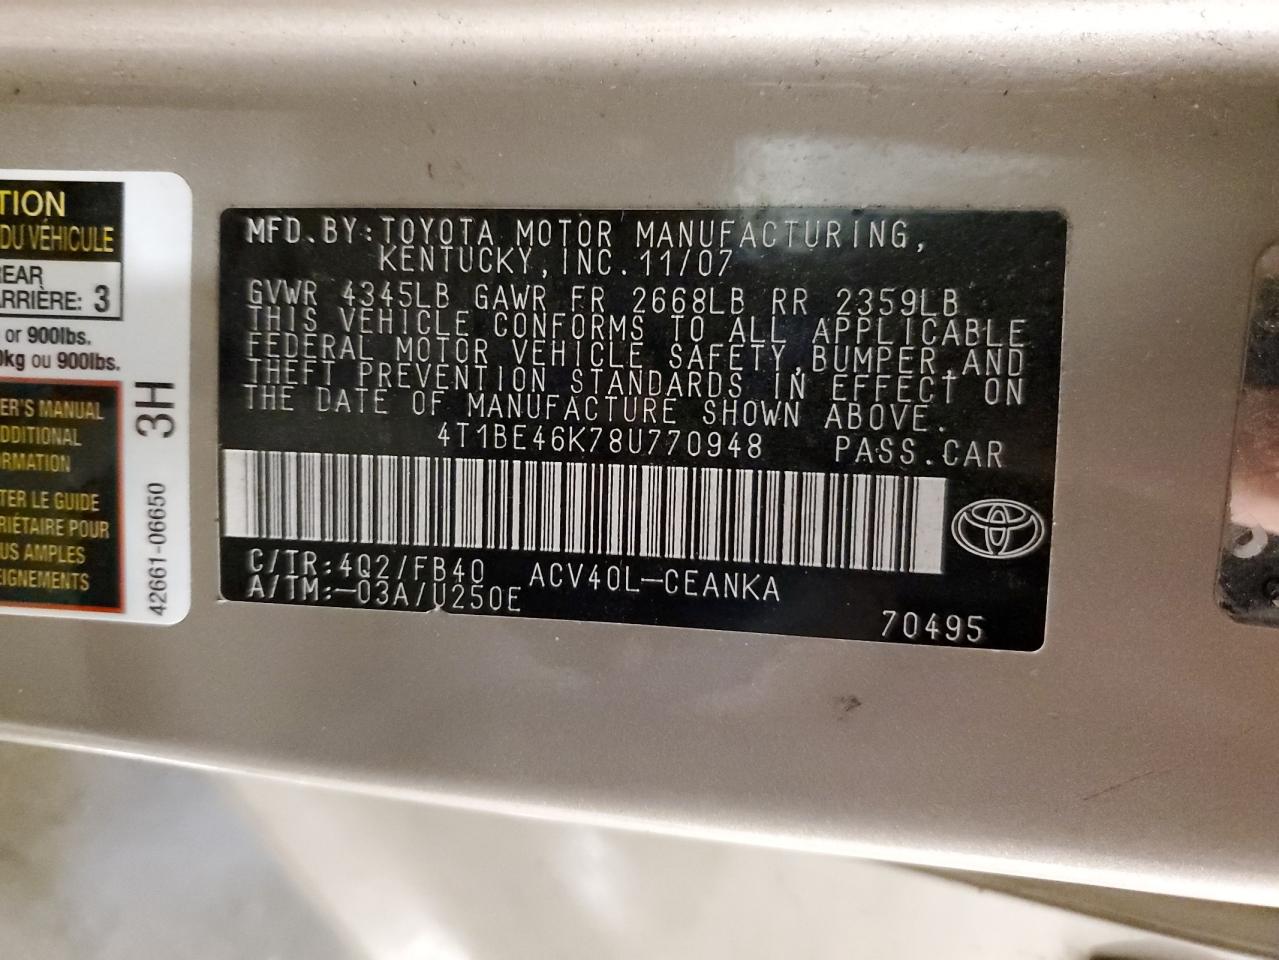 TION
DU VÉHICULE
REAR
ARRIÈRE: 3
or 900lbs.
0kg ou 900lbs.
ER'S MANUAL
DDITIONAL
RMATION
TER LE GUIDE
RIÉTAIRE POUR
US AMPLES
EIGNEMENTS
3H
42661-06650
MFD.BY:TOYOTA MOTOR MANUFACTURING,
KENTUCKY,INC.11/07
GVWR 4345LB GAWR FR 2668LB RR 2359LB
THIS VEHICLE CONFORMS TO ALL APPLICABLE
FEDERAL MOTOR VEHICLE SAFETY,BUMPER,AND
THEFT PREVENTION STANDARDS IN EFFECT ON
THE DATE OF MANUFACTURE SHOWN ABOVE.
4T1BE46K78U770948 PASS.CAR
C/TR:4Q2/FB40 ACV40L-CEANKA
A/TM:-03A/U250E
70495